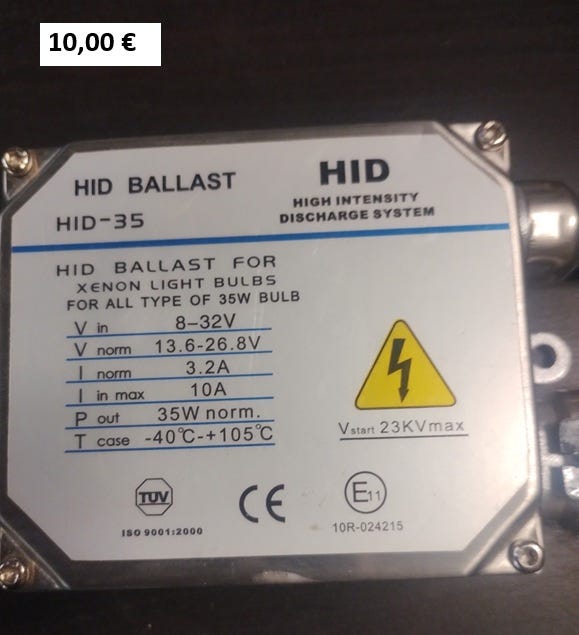 10,00 €
HID BALLAST
HID-35
HID
HIGH INTENSITY
DISCHARGE SYSTEM
HID BALLAST FOR
XENON LIGHT BULBS
FOR ALL TYPE OF 35W BULB
V in 8-32V
V norm 13.6-26.8V
I norm 3.2A
I in max 10A
P out 35W norm.
T case -40°C-+105°C
Vstart 23KVmax
TUV
ISO 9001:2000
CE
E11
10R-024215